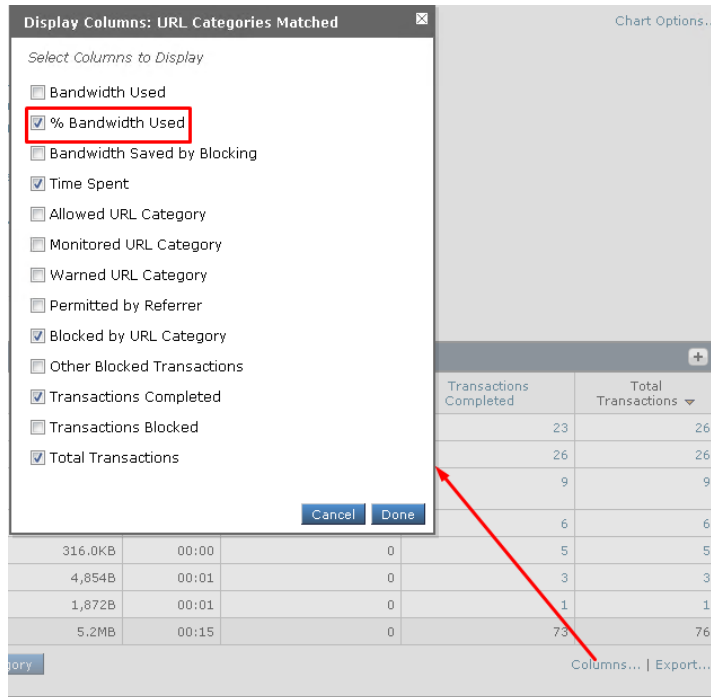 Display Columns: URL Categories Matched
Chart Options..
Select Columns to Display
Bandwidth Used
% Bandwidth Used
Bandwidth Saved by Blocking
Time Spent
Allowed URL Category
Monitored URL Category
Warned URL Category
Permitted by Referrer
Blocked by URL Category
Other Blocked Transactions
Transactions Completed
Transactions Blocked
Total Transactions
Cancel Done
Transactions Completed
Total Transactions
23 26
26 26
9 9
6 6
316.0KB 00:00 0 5 5
4,854B 00:01 0 3 3
1,872B 00:01 0 1 1
5.2MB 00:15 0 73 76
gory
Columns... | Export...